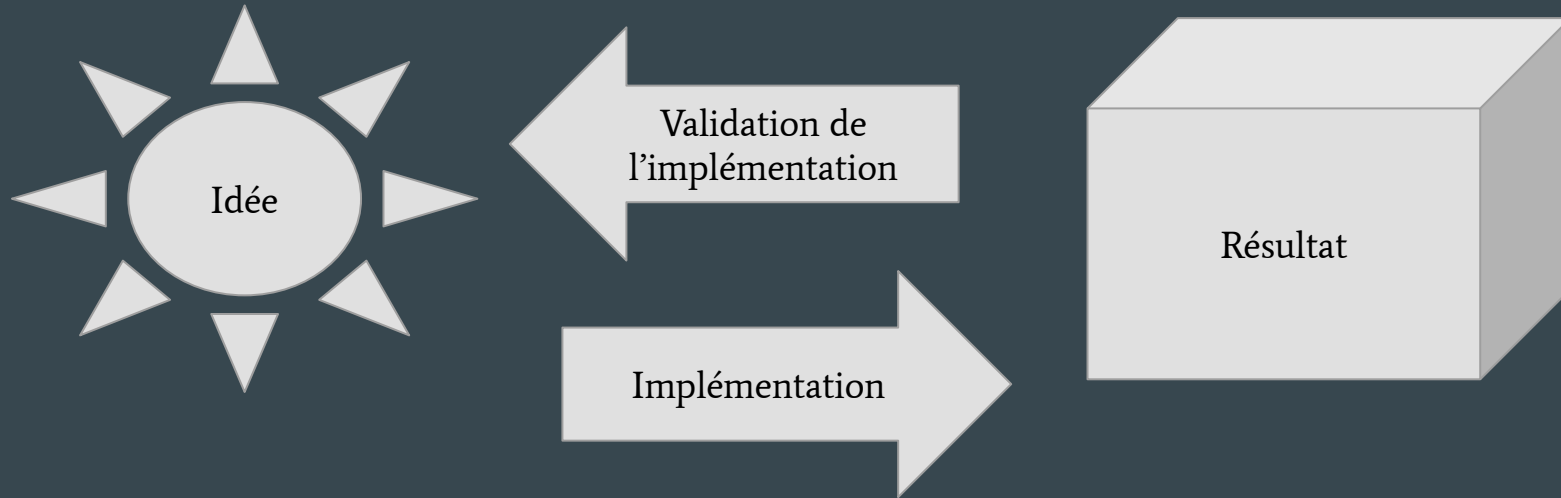 Idée
Validation de
l’implémentation
Implémentation
Résultat